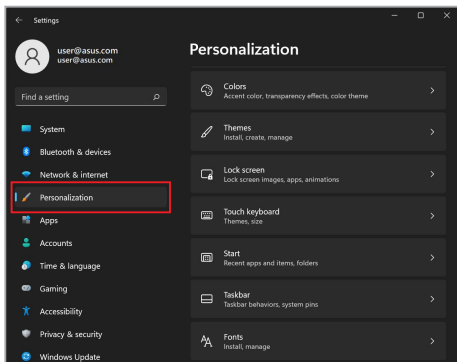 Settings
user@asus.com
user@asus.com
Find a setting
System
Bluetooth & devices
Network & internet
Personalization
Apps
Accounts
Time & language
Gaming
Accessibility
Privacy & security
Windows Update
Personalization
Colors
Accent color, transparency effects, color theme
Themes
Install, create, manage
Lock screen
Lock screen images, apps, animations
Touch keyboard
Themes, size
Start
Recent apps and items, folders
Taskbar
Taskbar behaviors, system pins
Fonts
Install, manage